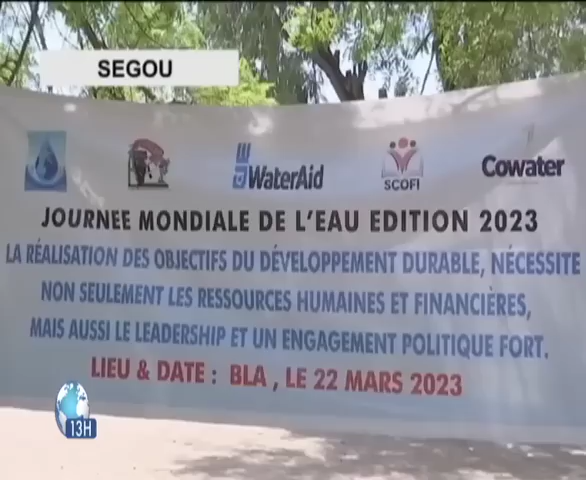 SEGOU
WaterAid
SCOFI
Cowater
JOURNEE MONDIALE DE L'EAU EDITION 2023
LA RÉALISATION DES OBJECTIFS DU DÉVELOPPEMENT DURABLE, NÉCESSITE
NON SEULEMENT LES RESSOURCES HUMAINES ET FINANCIÈRES,
MAIS AUSSI LE LEADERSHIP ET UN ENGAGEMENT POLITIQUE FORT.
LIEU & DATE : BLA , LE 22 MARS 2023
13H